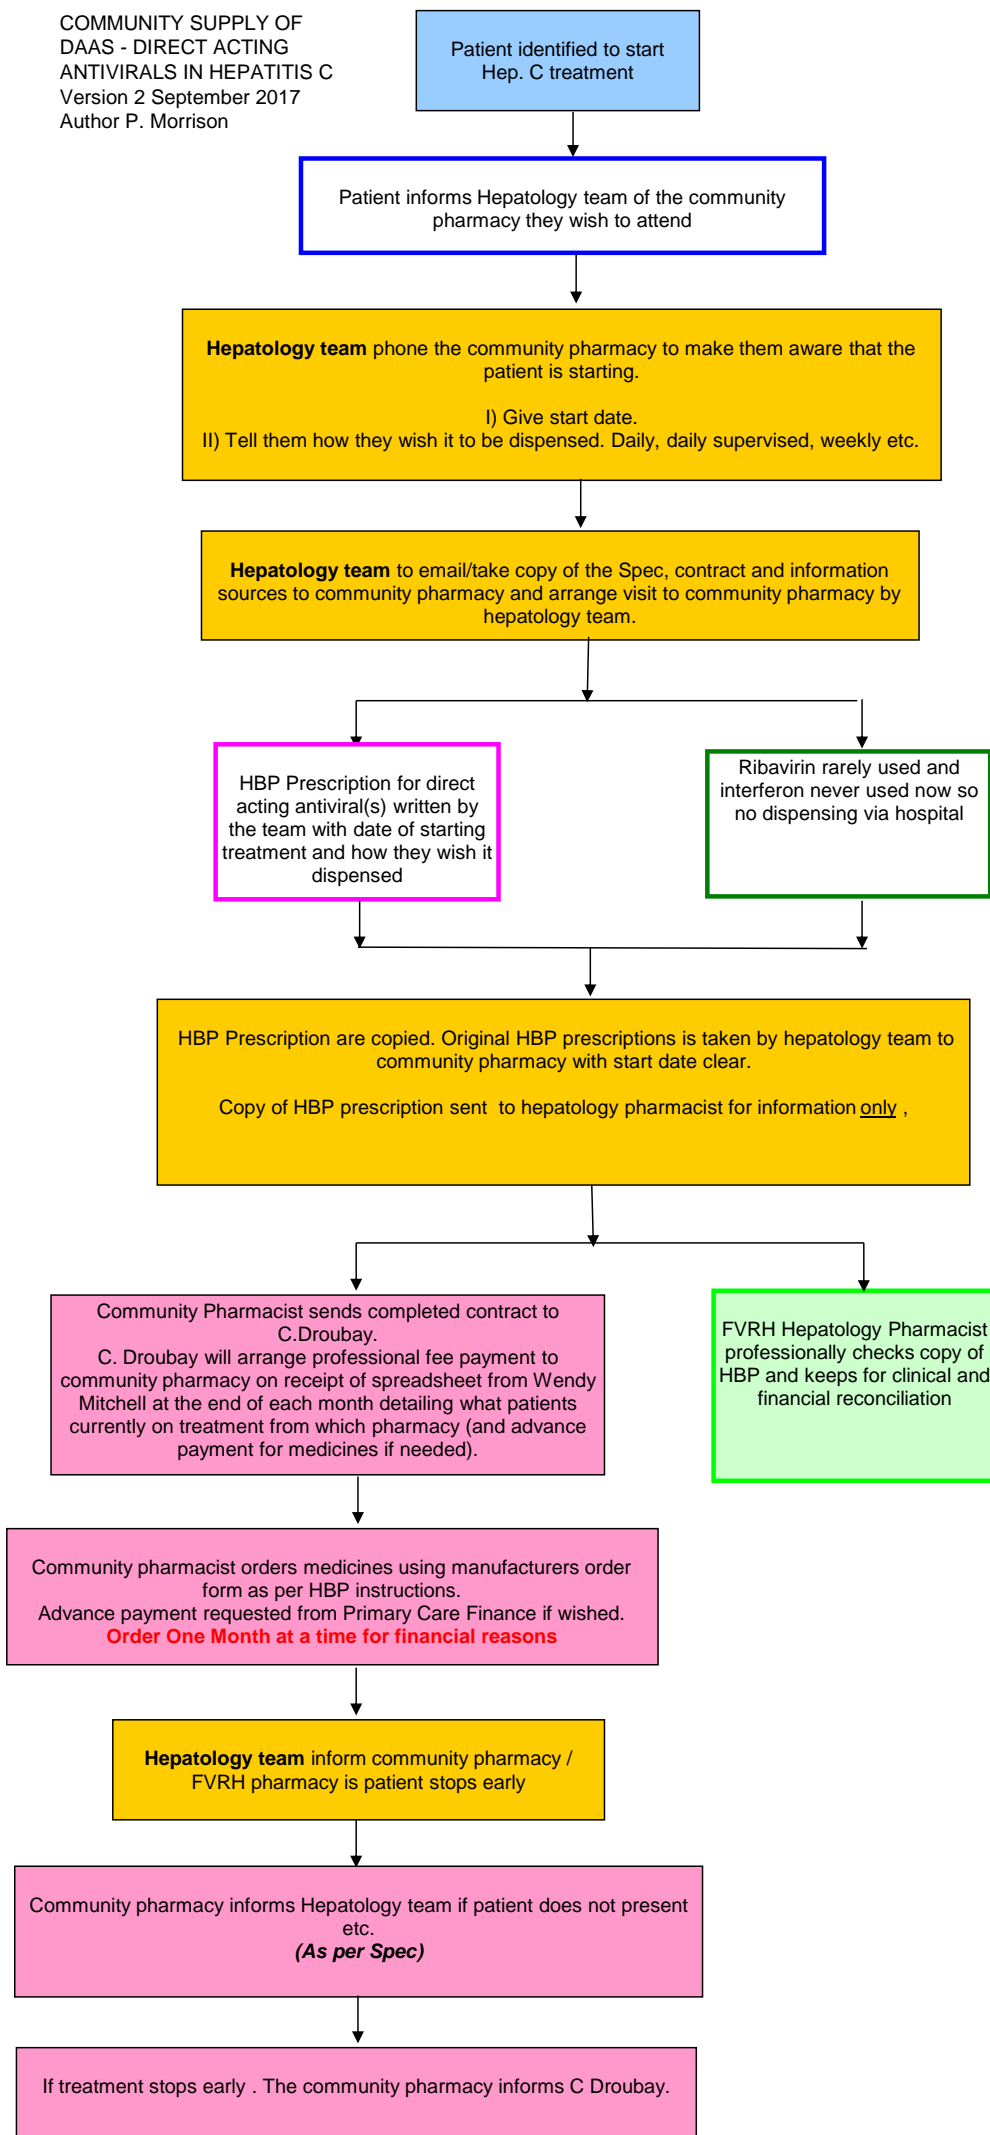 COMMUNITY SUPPLY OF
DAAS - DIRECT ACTING
ANTIVIRALS IN HEPATITIS C
Version 2 September 2017
Author P. Morrison
Patient identified to start
Hep. C treatment
Patient informs Hepatology team of the community
pharmacy they wish to attend
Hepatology team phone the community pharmacy to make them aware that the
patient is starting.
I) Give start date.
II) Tell them how they wish it to be dispensed. Daily, daily supervised, weekly etc.
Hepatology team to email/take copy of the Spec, contract and information
sources to community pharmacy and arrange visit to community pharmacy by
hepatology team.
HBP Prescription for direct
acting antiviral(s) written by
the team with date of starting
treatment and how they wish it
dispensed
Ribavirin rarely used and
interferon never used now so
no dispensing via hospital
HBP Prescription are copied. Original HBP prescriptions is taken by hepatology team to
community pharmacy with start date clear.
Copy of HBP prescription sent  to hepatology pharmacist for information only ,
Community Pharmacist sends completed contract to
C.Droubay.
C. Droubay will arrange professional fee payment to
community pharmacy on receipt of spreadsheet from Wendy
Mitchell at the end of each month detailing what patients
currently on treatment from which pharmacy (and advance
payment for medicines if needed).
FVRH Hepatology Pharmacist
professionally checks copy of
HBP and keeps for clinical and
financial reconciliation
Community pharmacist orders medicines using manufacturers order
form as per HBP instructions.
Advance payment requested from Primary Care Finance if wished.
Order One Month at a time for financial reasons
Hepatology team inform community pharmacy /
FVRH pharmacy is patient stops early
Community pharmacy informs Hepatology team if patient does not present
etc.
(As per Spec)
If treatment stops early . The community pharmacy informs C Droubay.